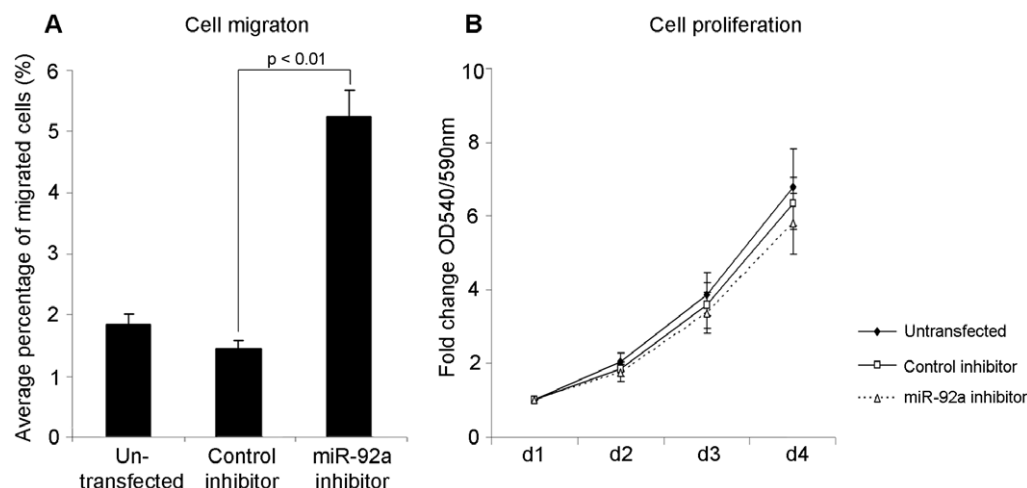 A
Cell migraton
p < 0.01
Average percentage of migrated cells (%)
6
5
4
3
2
1
0
Un-
transfected
Control
inhibitor
miR-92a
inhibitor
B
Cell proliferation
Fold change OD540/590nm
10
8
6
4
2
0
d1
d2
d3
d4
Untransfected
Control inhibitor
miR-92a inhibitor